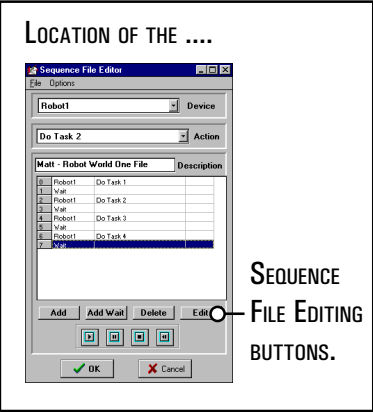 LOCATION OF THE ....
Sequence File Editor
File Options
Robot1 Device
Do Task 2 Action
Matt - Robot World One File Description
0 Robot1 Do Task 1
1 Wait
2 Robot1 Do Task 2
3 Wait
4 Robot1 Do Task 3
5 Wait
6 Robot1 Do Task 4
7 Wait
Add Add Wait Delete Edit
OK Cancel
SEQUENCE
FILE EDITING
BUTTONS.